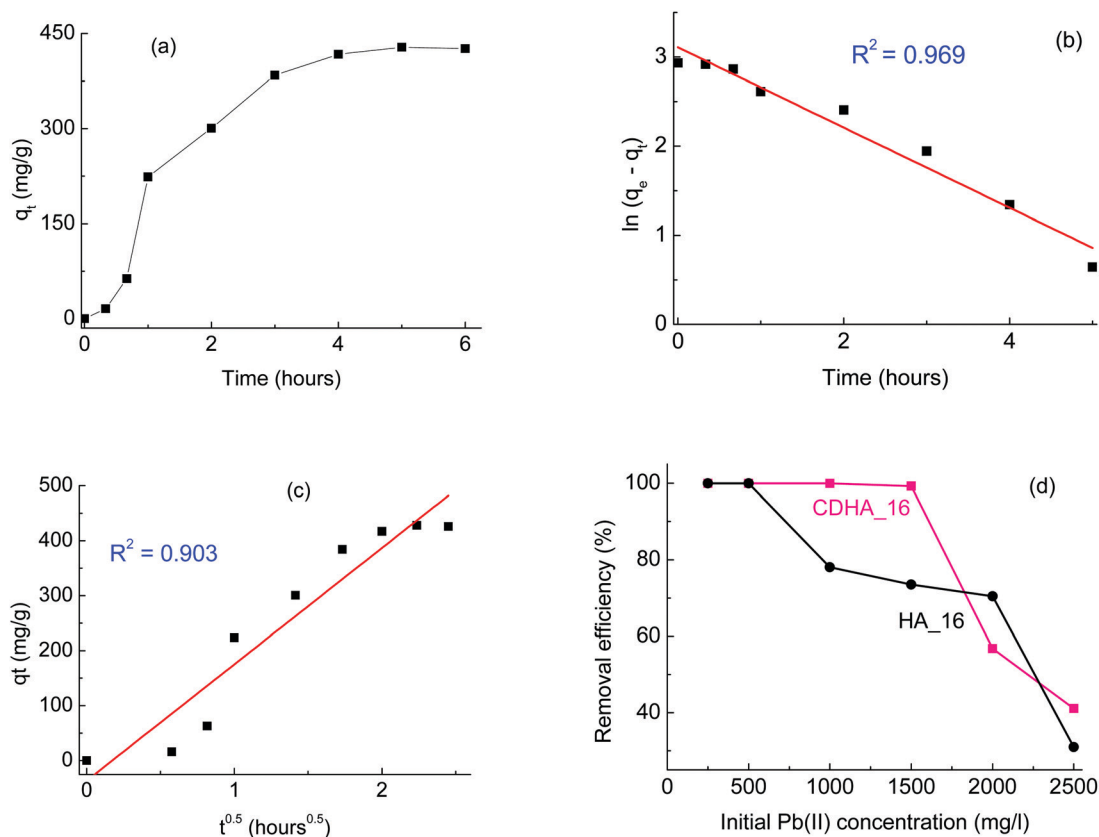 (a)
450
300
150
0
q_t (mg/g)
0 2 4 6
Time (hours)
(b)
R² = 0.969
3
2
1
0
ln (q_e - q_t)
0 2 4
Time (hours)
(c)
R² = 0.903
500
400
300
200
100
0
qt (mg/g)
0 1 2
t^0.5 (hours^0.5)
(d)
CDHA_16
HA_16
100
80
60
40
Removal efficiency (%)
0 500 1000 1500 2000 2500
Initial Pb(II) concentration (mg/l)